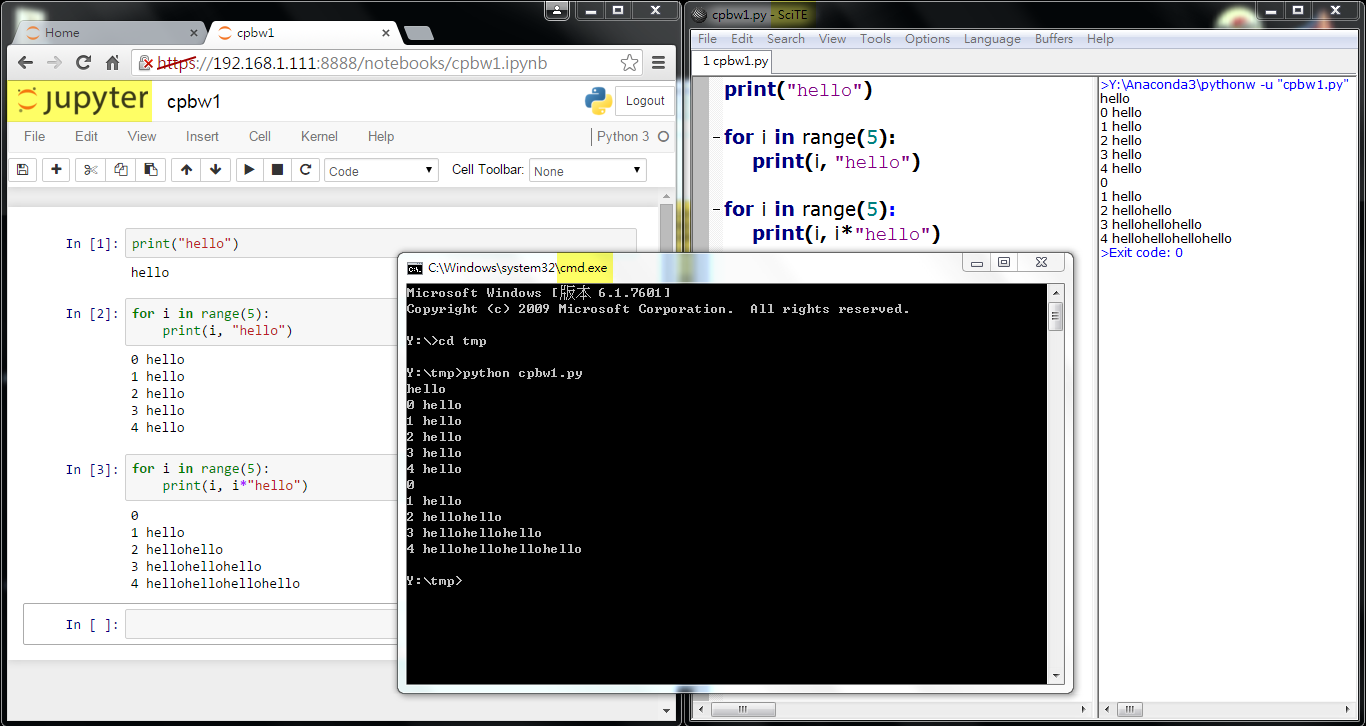 Home
cpbw1
https://192.168.1.111:8888/notebooks/cpbw1.ipynb
jupyter cpbw1
Logout
File Edit View Insert Cell Kernel Help
Python 3
Code
Cell Toolbar: None
In [1]: print("hello")
hello
In [2]: for i in range(5):
print(i, "hello")
0 hello
1 hello
2 hello
3 hello
4 hello
In [3]: for i in range(5):
print(i, i*"hello")
0
1 hello
2 hellohello
3 hellohellohello
4 hellohellohellohello
In [ ]:
cpbw1.py - SciTE
File Edit Search View Tools Options Language Buffers Help
1 cpbw1.py
print("hello")
for i in range(5):
print(i, "hello")
for i in range(5):
print(i, i*"hello")
>Y:\Anaconda3\pythonw -u "cpbw1.py"
hello
0 hello
1 hello
2 hello
3 hello
4 hello
0
1 hello
2 hellohello
3 hellohellohello
4 hellohellohellohello
>Exit code: 0
C:\Windows\system32\cmd.exe
Microsoft Windows [版本 6.1.7601]
Copyright (c) 2009 Microsoft Corporation.  All rights reserved.
Y:\>cd tmp
Y:\tmp>python cpbw1.py
hello
0 hello
1 hello
2 hello
3 hello
4 hello
0
1 hello
2 hellohello
3 hellohellohello
4 hellohellohellohello
Y:\tmp>